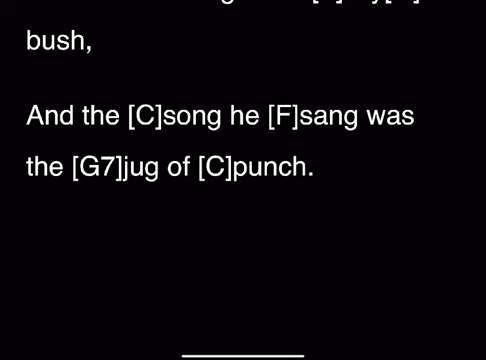 bush,
And the [C]song he [F]sang was
the [G7]jug of [C]punch.